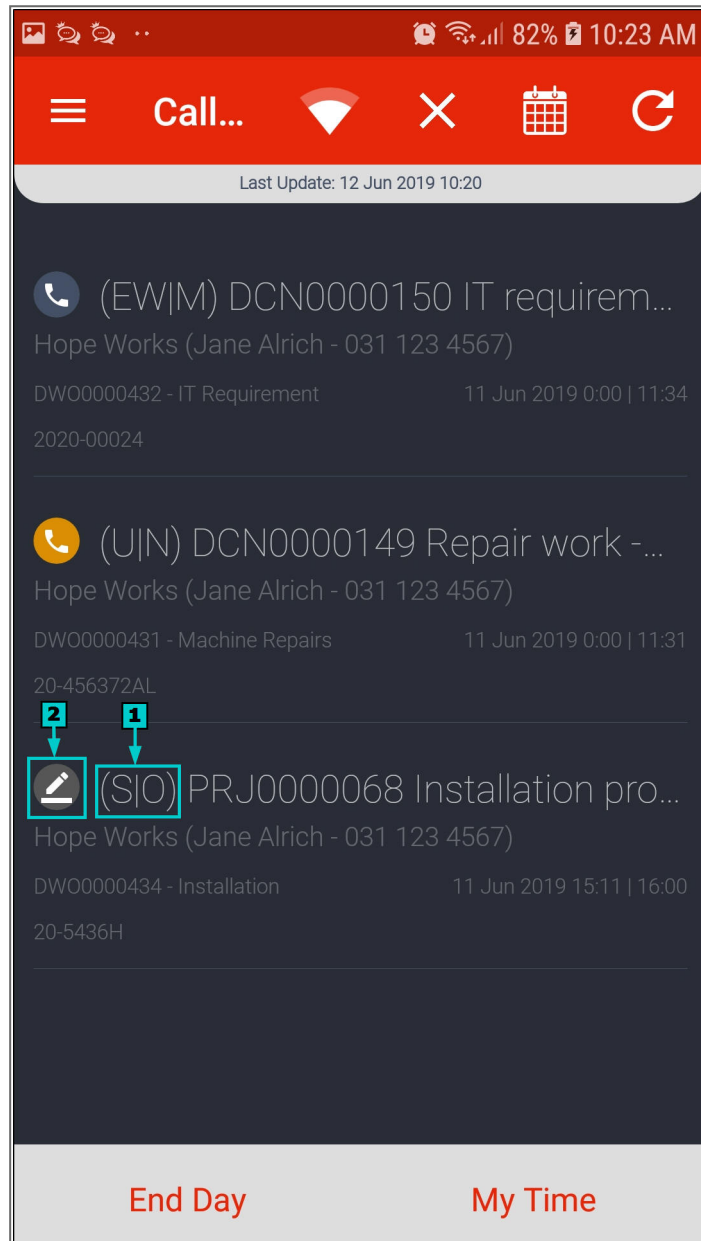 82% 10:23 AM
Call...
Last Update: 12 Jun 2019 10:20
(EW|M) DCN0000150 IT requirem...
Hope Works (Jane Alrich - 031 123 4567)
DWO0000432 - IT Requirement 11 Jun 2019 0:00 | 11:34
2020-00024
(U|N) DCN0000149 Repair work -...
Hope Works (Jane Alrich - 031 123 4567)
DWO0000431 - Machine Repairs 11 Jun 2019 0:00 | 11:31
20-456372AL
2 1
(S|O) PRJ0000068 Installation pro...
Hope Works (Jane Alrich - 031 123 4567)
DWO0000434 - Installation 11 Jun 2019 15:11 | 16:00
20-5436H
End Day My Time